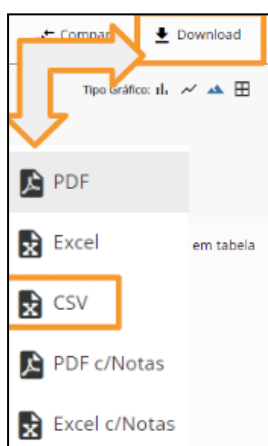 Compar Download
Tipo Gráfico:
PDF
Excel em tabela
CSV
PDF c/Notas
Excel c/Notas